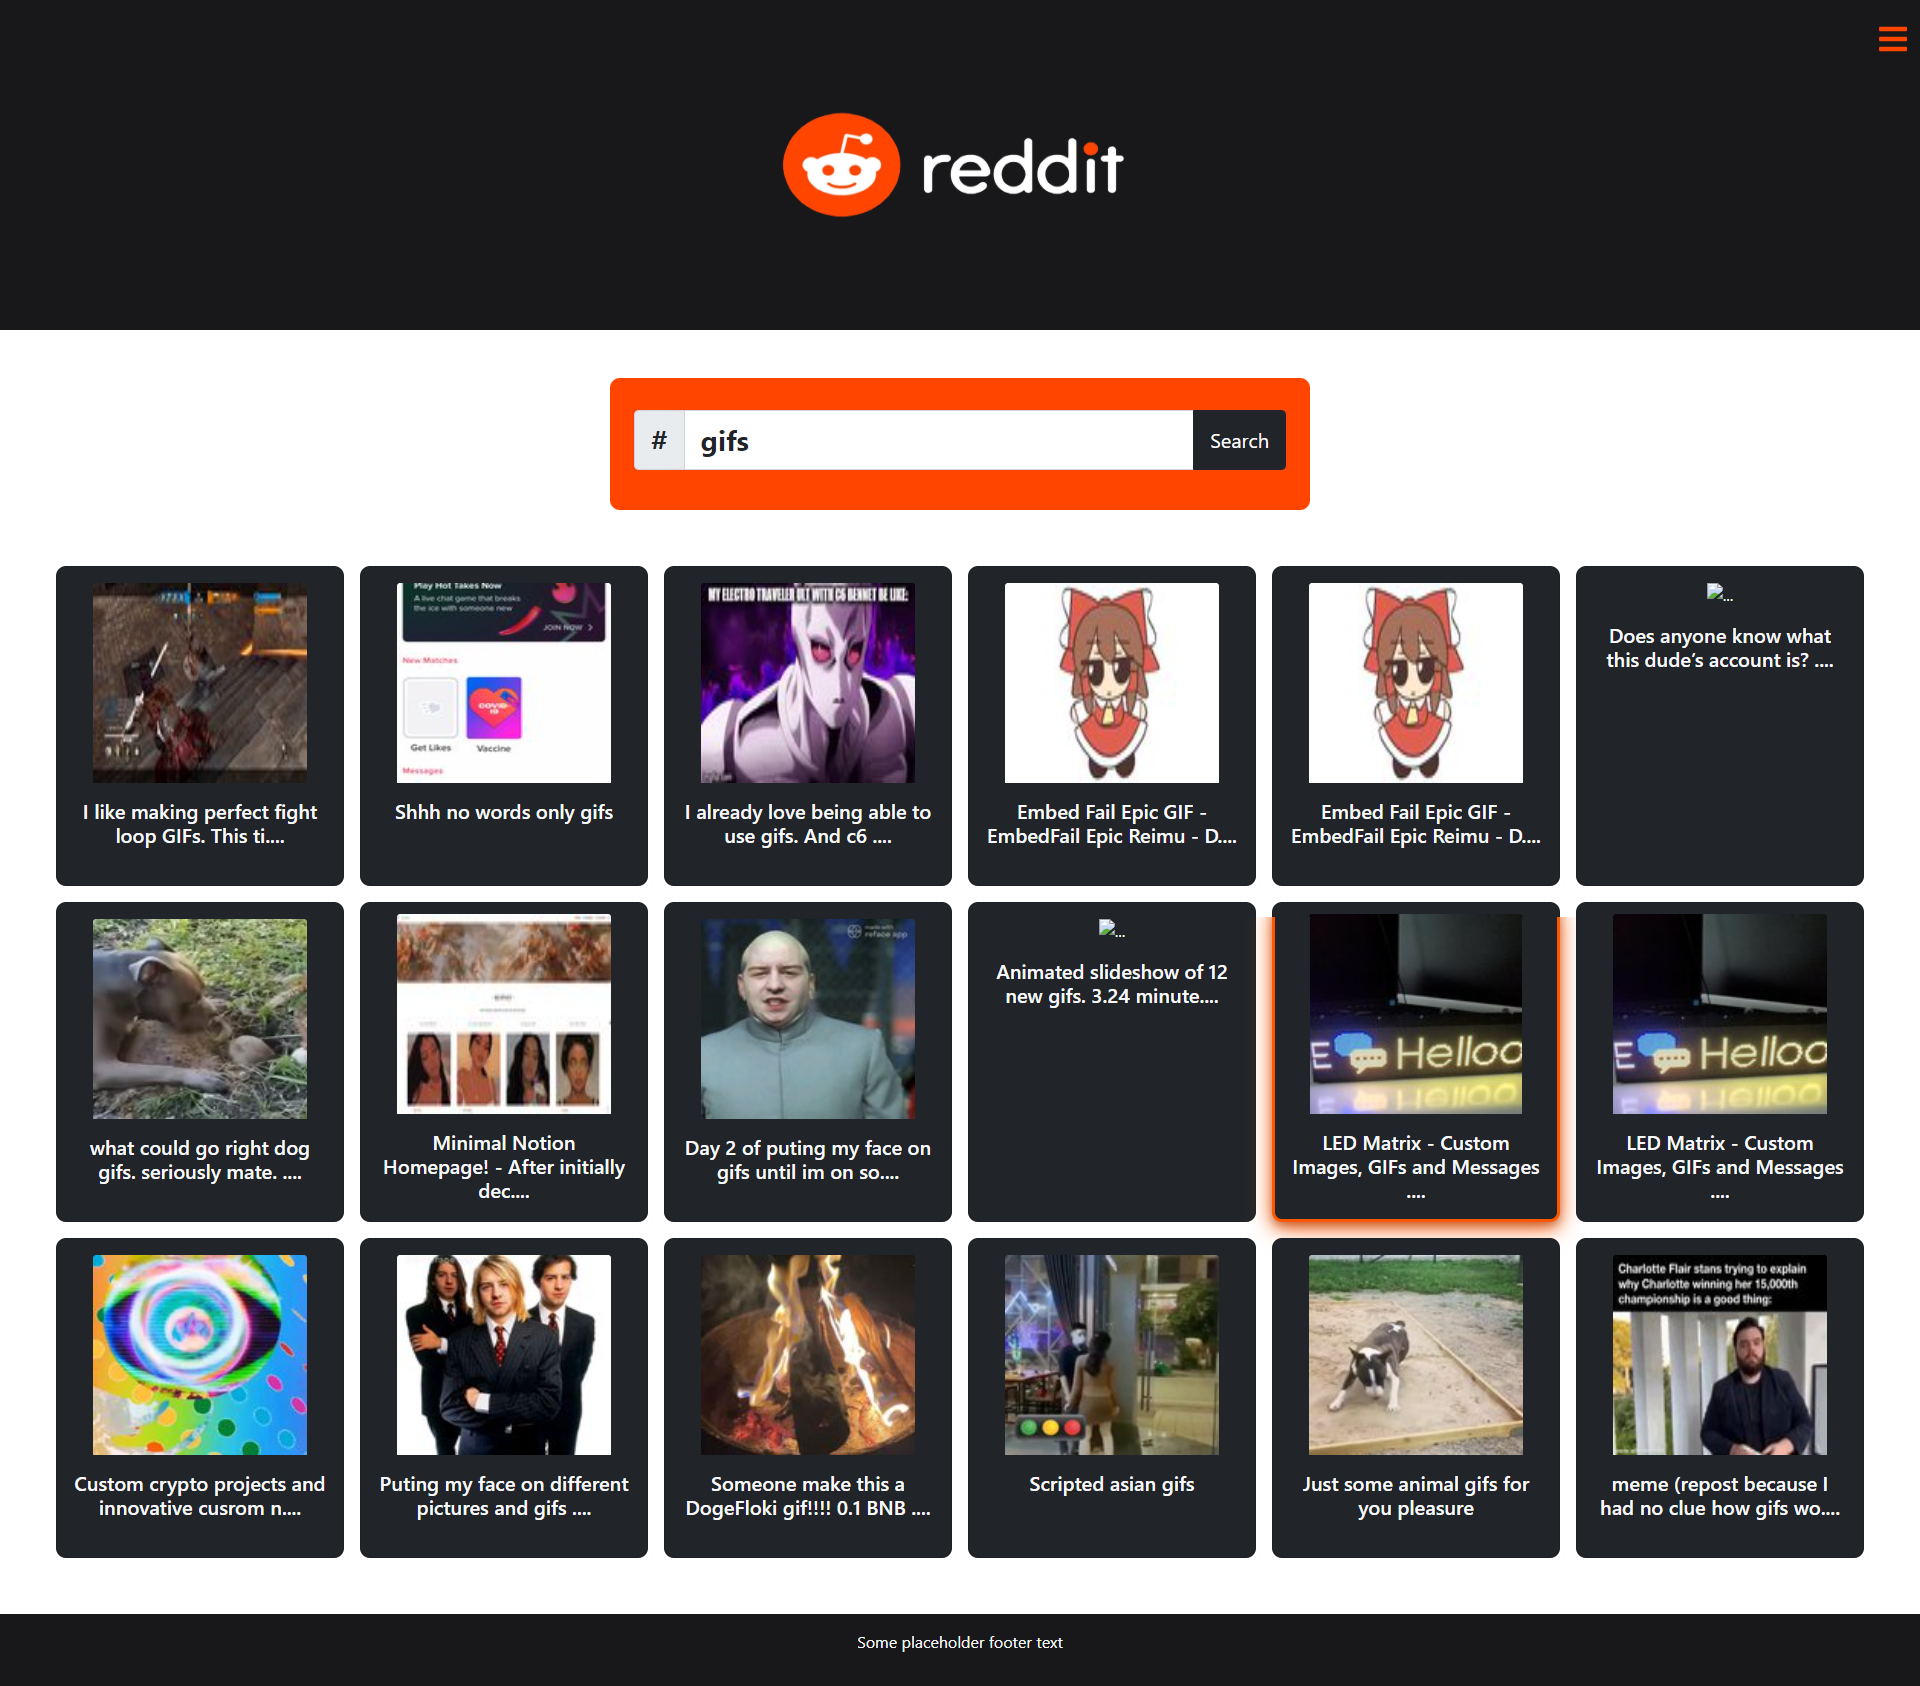 reddit
#
gifs
Search
Play Hot Takes Now
A live chat game that breaks
the ice with someone new
JOIN NOW >
New Matches
COVID-
19
Get Likes
Vaccine
Messages
MY ELECTRO TRAVELER ULT WITH C6 BENNET BE LIKE:
...
I like making perfect fight
loop GIFs. This ti....
Shhh no words only gifs
I already love being able to
use gifs. And c6 ....
Embed Fail Epic GIF -
EmbedFail Epic Reimu - D....
Embed Fail Epic GIF -
EmbedFail Epic Reimu - D....
Does anyone know what
this dude's account is? ....
made with
reface app
...
E Helloo
E Helloo
what could go right dog
gifs. seriously mate. ....
Minimal Notion
Homepage! - After initially
dec....
Day 2 of puting my face on
gifs until im on so....
Animated slideshow of 12
new gifs. 3.24 minute....
LED Matrix - Custom
Images, GIFs and Messages
....
LED Matrix - Custom
Images, GIFs and Messages
....
Charlotte Flair stans trying to explain
why Charlotte winning her 15,000th
championship is a good thing:
Custom crypto projects and
innovative cusrom n....
Puting my face on different
pictures and gifs ....
Someone make this a
DogeFloki gif!!!! 0.1 BNB ....
Scripted asian gifs
Just some animal gifs for
you pleasure
meme (repost because I
had no clue how gifs wo....
Some placeholder footer text